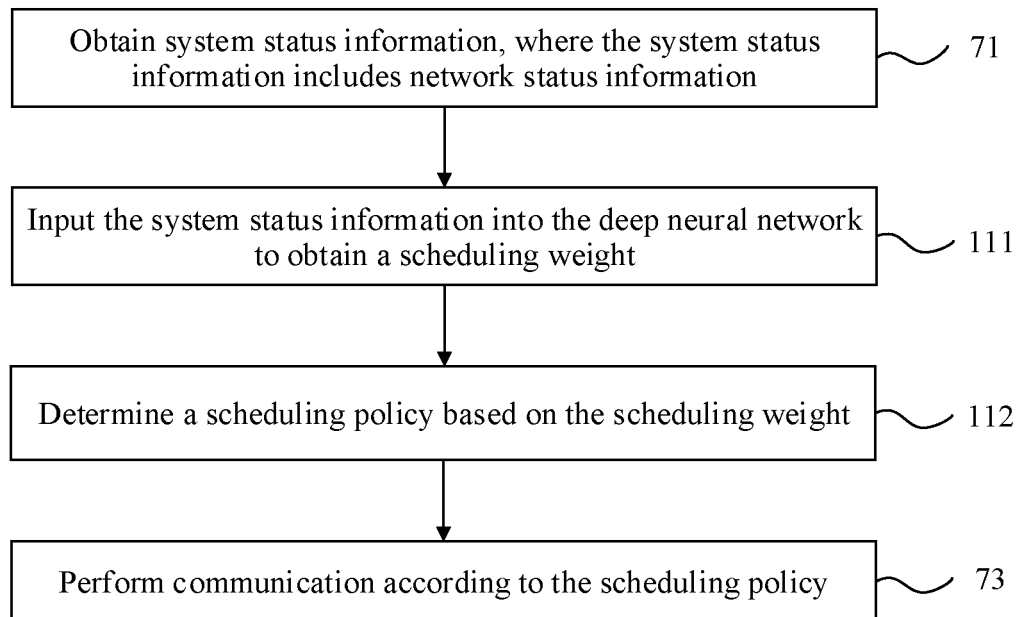 Obtain system status information, where the system status
information includes network status information
71
Input the system status information into the deep neural network
to obtain a scheduling weight
111
Determine a scheduling policy based on the scheduling weight
112
Perform communication according to the scheduling policy
73